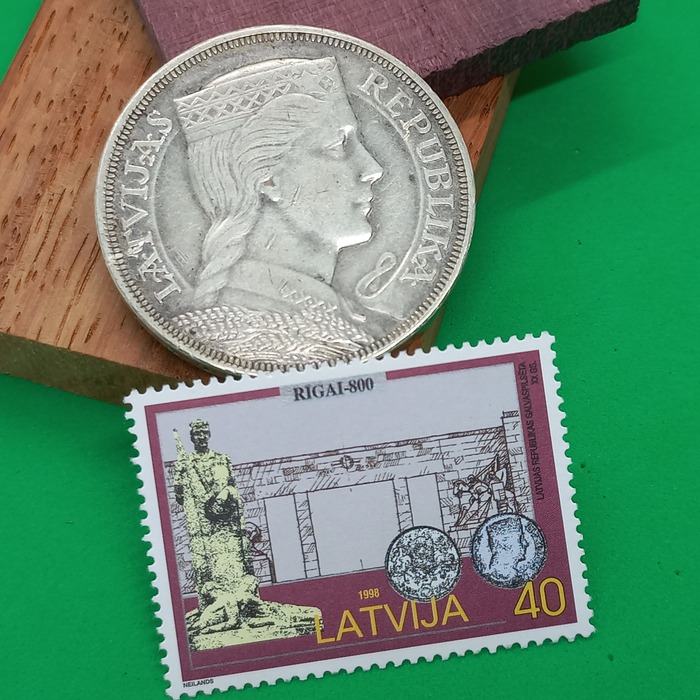 LATVIJAS REPUBLIKA
RIGAI-800
LATVIJAS REPUBLIKAS GALVASPILSĒTA
XX GS.
1998
LATVIJA 40
NEILANDS